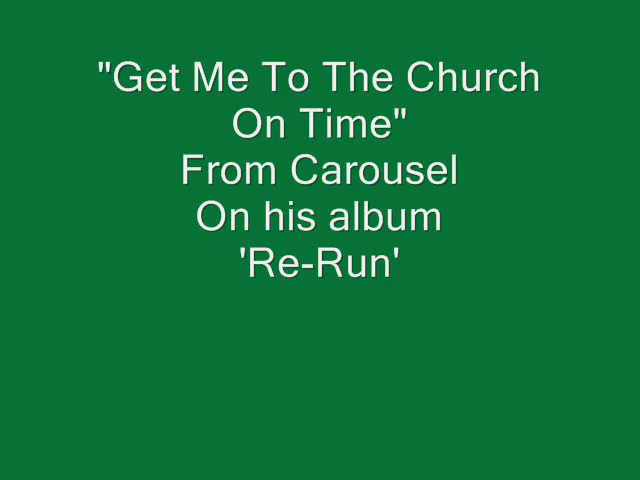 "Get Me To The Church
On Time"
From Carousel
On his album
'Re-Run'